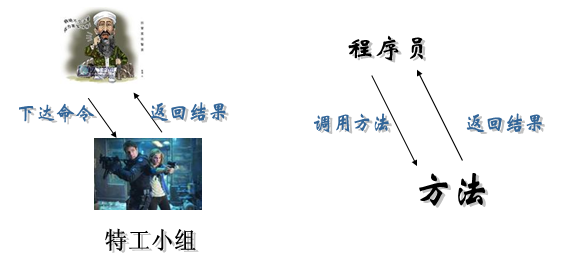 程序员
下达命令
返回结果
调用方法
返回结果
方法
特工小组